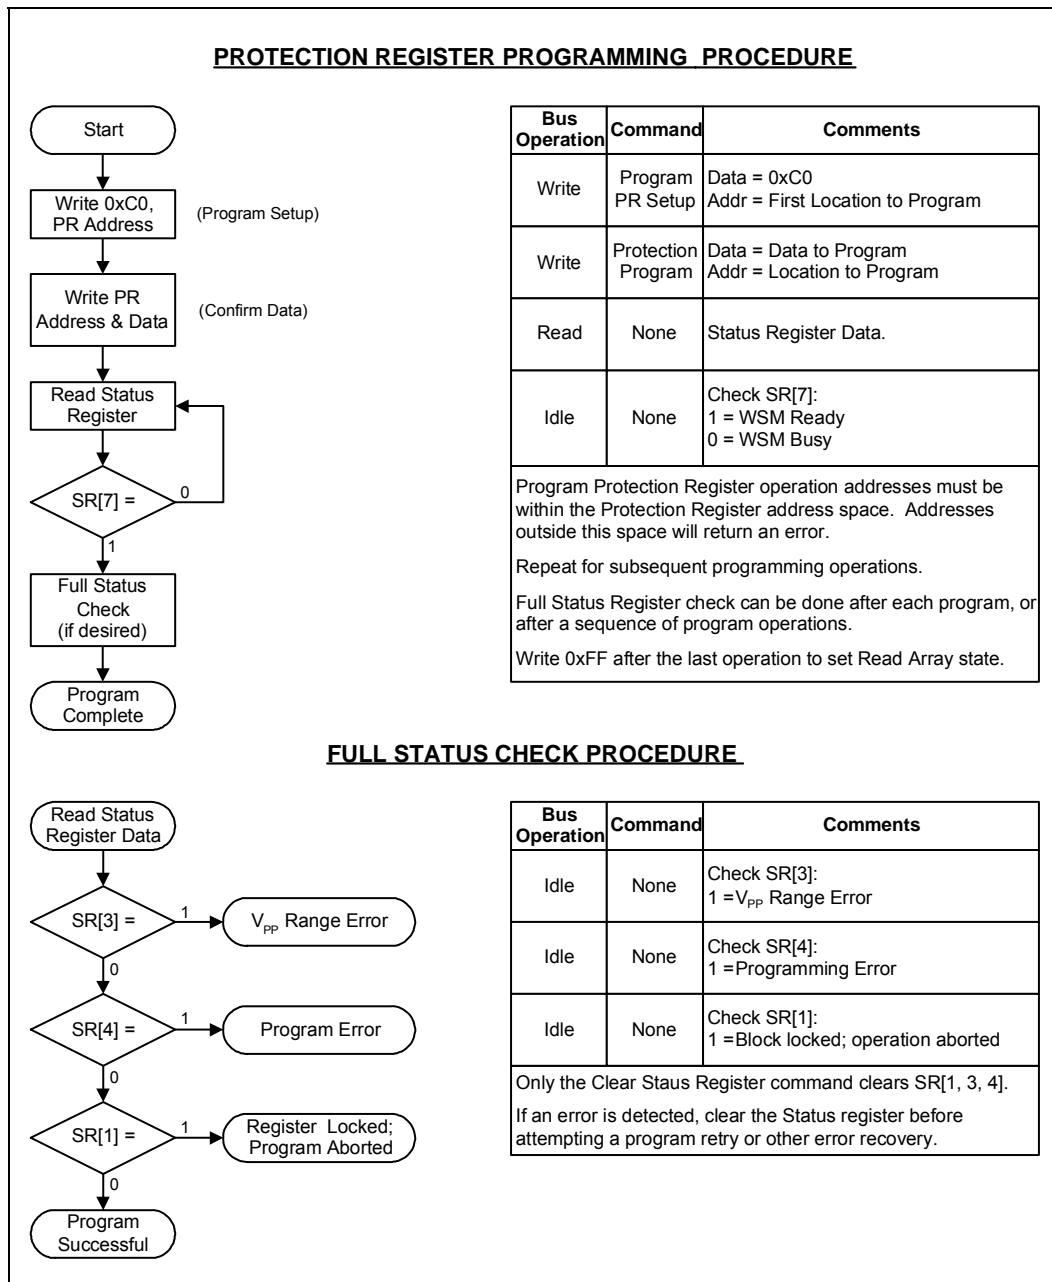 PROTECTION REGISTER PROGRAMMING PROCEDURE
Start
Write 0xC0,
PR Address
(Program Setup)
Write PR
Address & Data
(Confirm Data)
Read Status
Register
SR[7] =
0
1
Full Status
Check
(if desired)
Program
Complete
Bus
Operation
Command
Comments
Write
Program
PR Setup
Data = 0xC0
Addr = First Location to Program
Write
Protection
Program
Data = Data to Program
Addr = Location to Program
Read
None
Status Register Data.
Idle
None
Check SR[7]:
1 = WSM Ready
0 = WSM Busy
Program Protection Register operation addresses must be
within the Protection Register address space. Addresses
outside this space will return an error.
Repeat for subsequent programming operations.
Full Status Register check can be done after each program, or
after a sequence of program operations.
Write 0xFF after the last operation to set Read Array state.
FULL STATUS CHECK PROCEDURE
Read Status
Register Data
SR[3] =
1
VPP Range Error
0
SR[4] =
1
Program Error
0
SR[1] =
1
Register Locked;
Program Aborted
0
Program
Successful
Bus
Operation
Command
Comments
Idle
None
Check SR[3]:
1 =VPP Range Error
Idle
None
Check SR[4]:
1 =Programming Error
Idle
None
Check SR[1]:
1 =Block locked; operation aborted
Only the Clear Staus Register command clears SR[1, 3, 4].
If an error is detected, clear the Status register before
attempting a program retry or other error recovery.